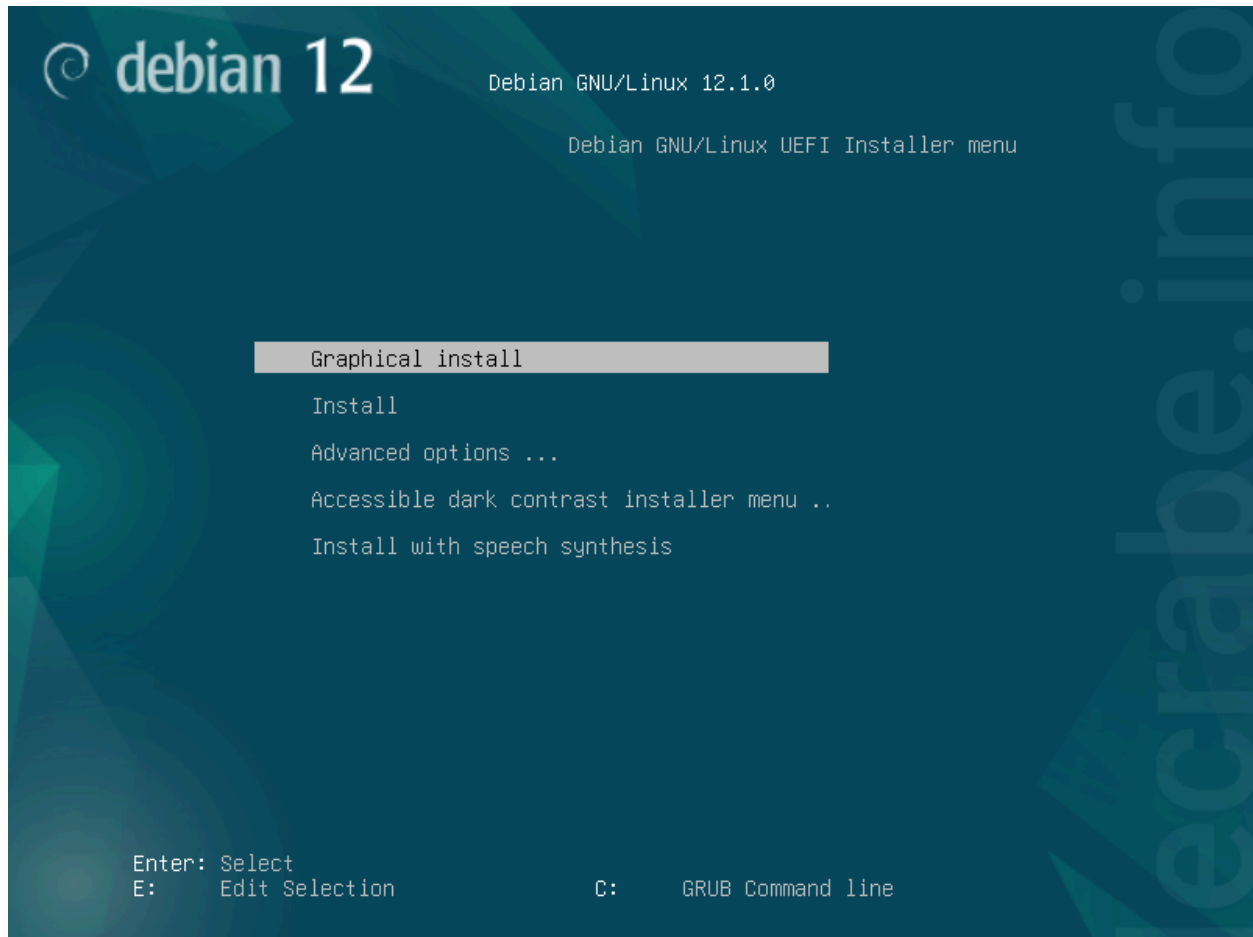 debian 12
Debian GNU/Linux 12.1.0
Debian GNU/Linux UEFI Installer menu
Graphical install
Install
Advanced options ...
Accessible dark contrast installer menu ..
Install with speech synthesis
Enter: Select
E: Edit Selection C: GRUB Command line
lecrabe.info